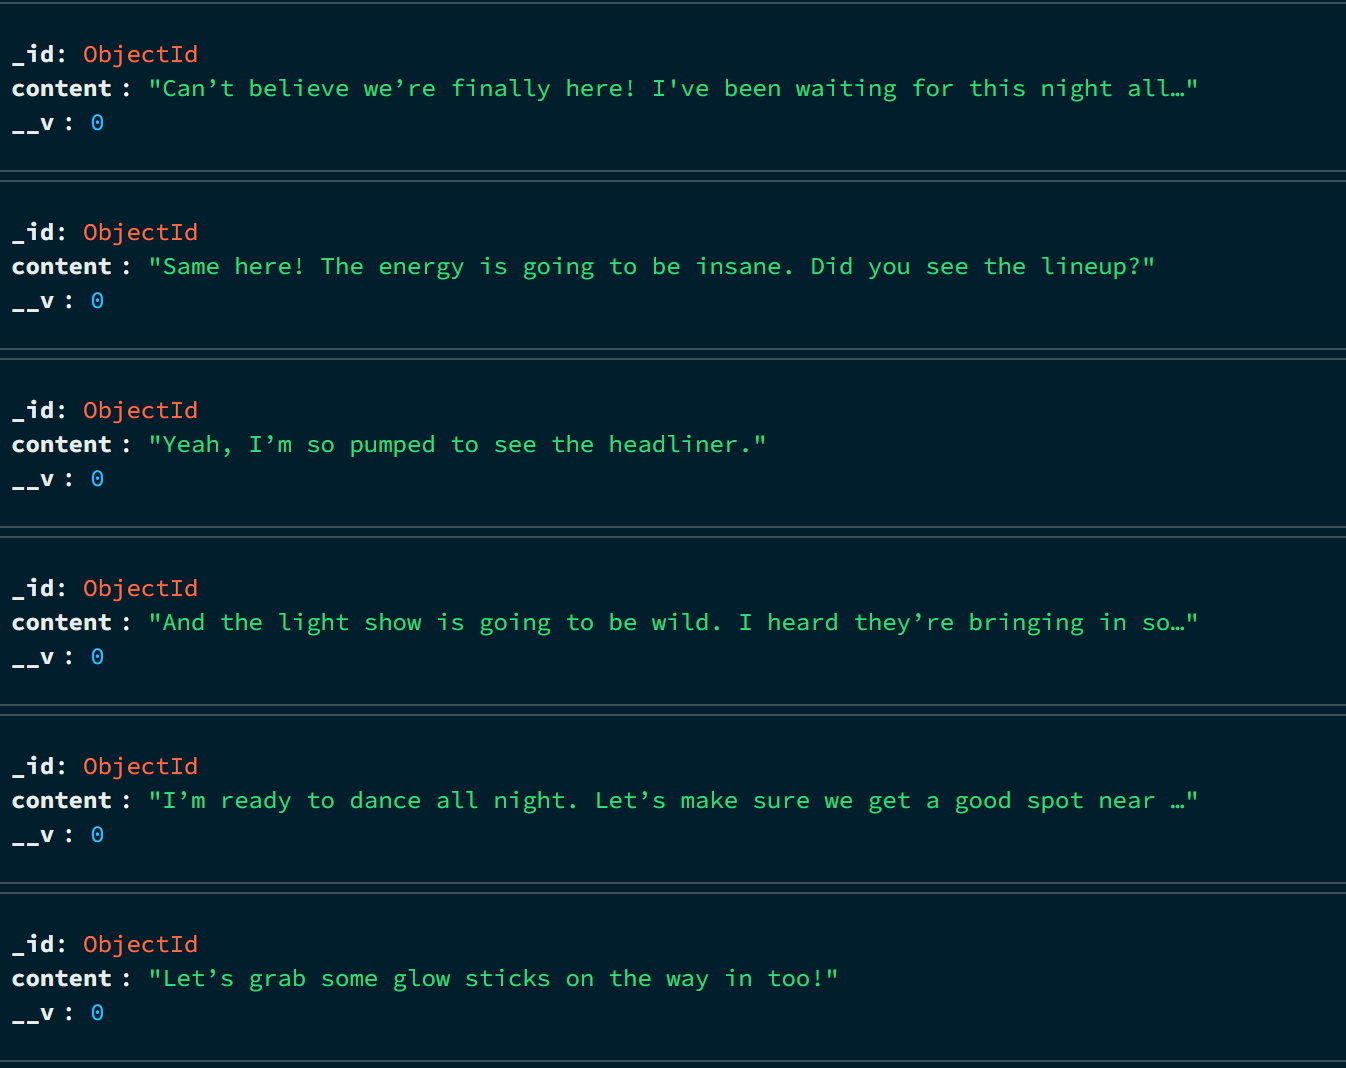 _id: ObjectId
content : "Can’t believe we’re finally here! I've been waiting for this night all…"
__v : 0
_id: ObjectId
content : "Same here! The energy is going to be insane. Did you see the lineup?"
__v : 0
_id: ObjectId
content : "Yeah, I’m so pumped to see the headliner."
__v : 0
_id: ObjectId
content : "And the light show is going to be wild. I heard they’re bringing in so…"
__v : 0
_id: ObjectId
content : "I’m ready to dance all night. Let’s make sure we get a good spot near …"
__v : 0
_id: ObjectId
content : "Let’s grab some glow sticks on the way in too!"
__v : 0